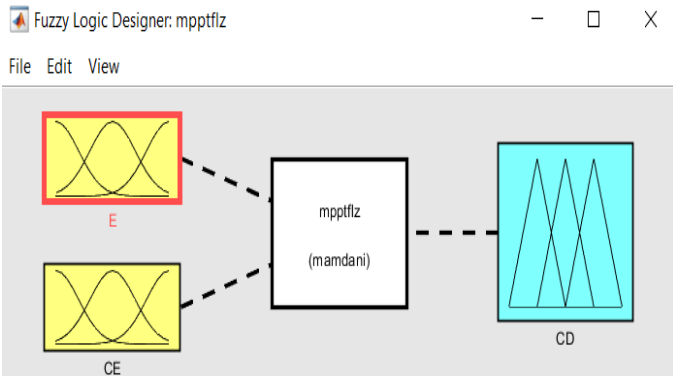 Fuzzy Logic Designer: mpptflz
File Edit View
E
mpptflz
(mamdani)
CD
CE